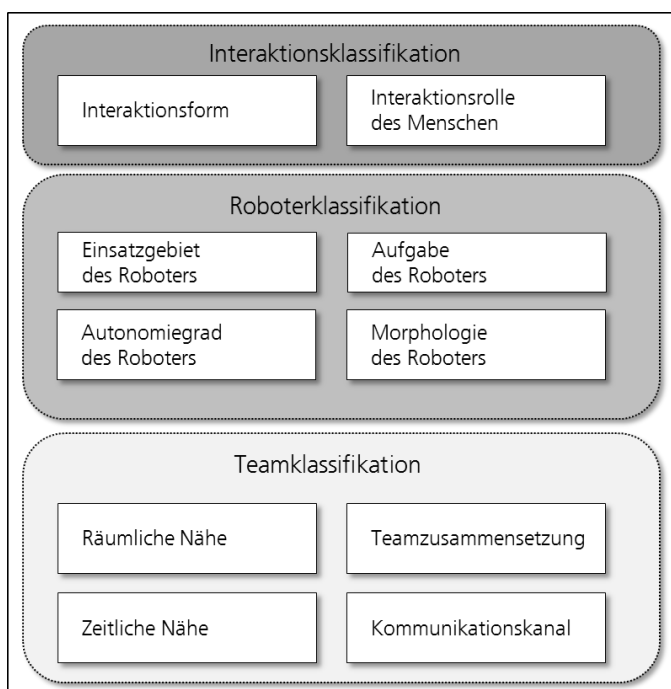 Interaktionsklassifikation
Interaktionsform
Interaktionsrolle
des Menschen
Roboterklassifikation
Einsatzgebiet
des Roboters
Aufgabe
des Roboters
Autonomiegrad
des Roboters
Morphologie
des Roboters
Teamklassifikation
Räumliche Nähe
Teamzusammensetzung
Zeitliche Nähe
Kommunikationskanal